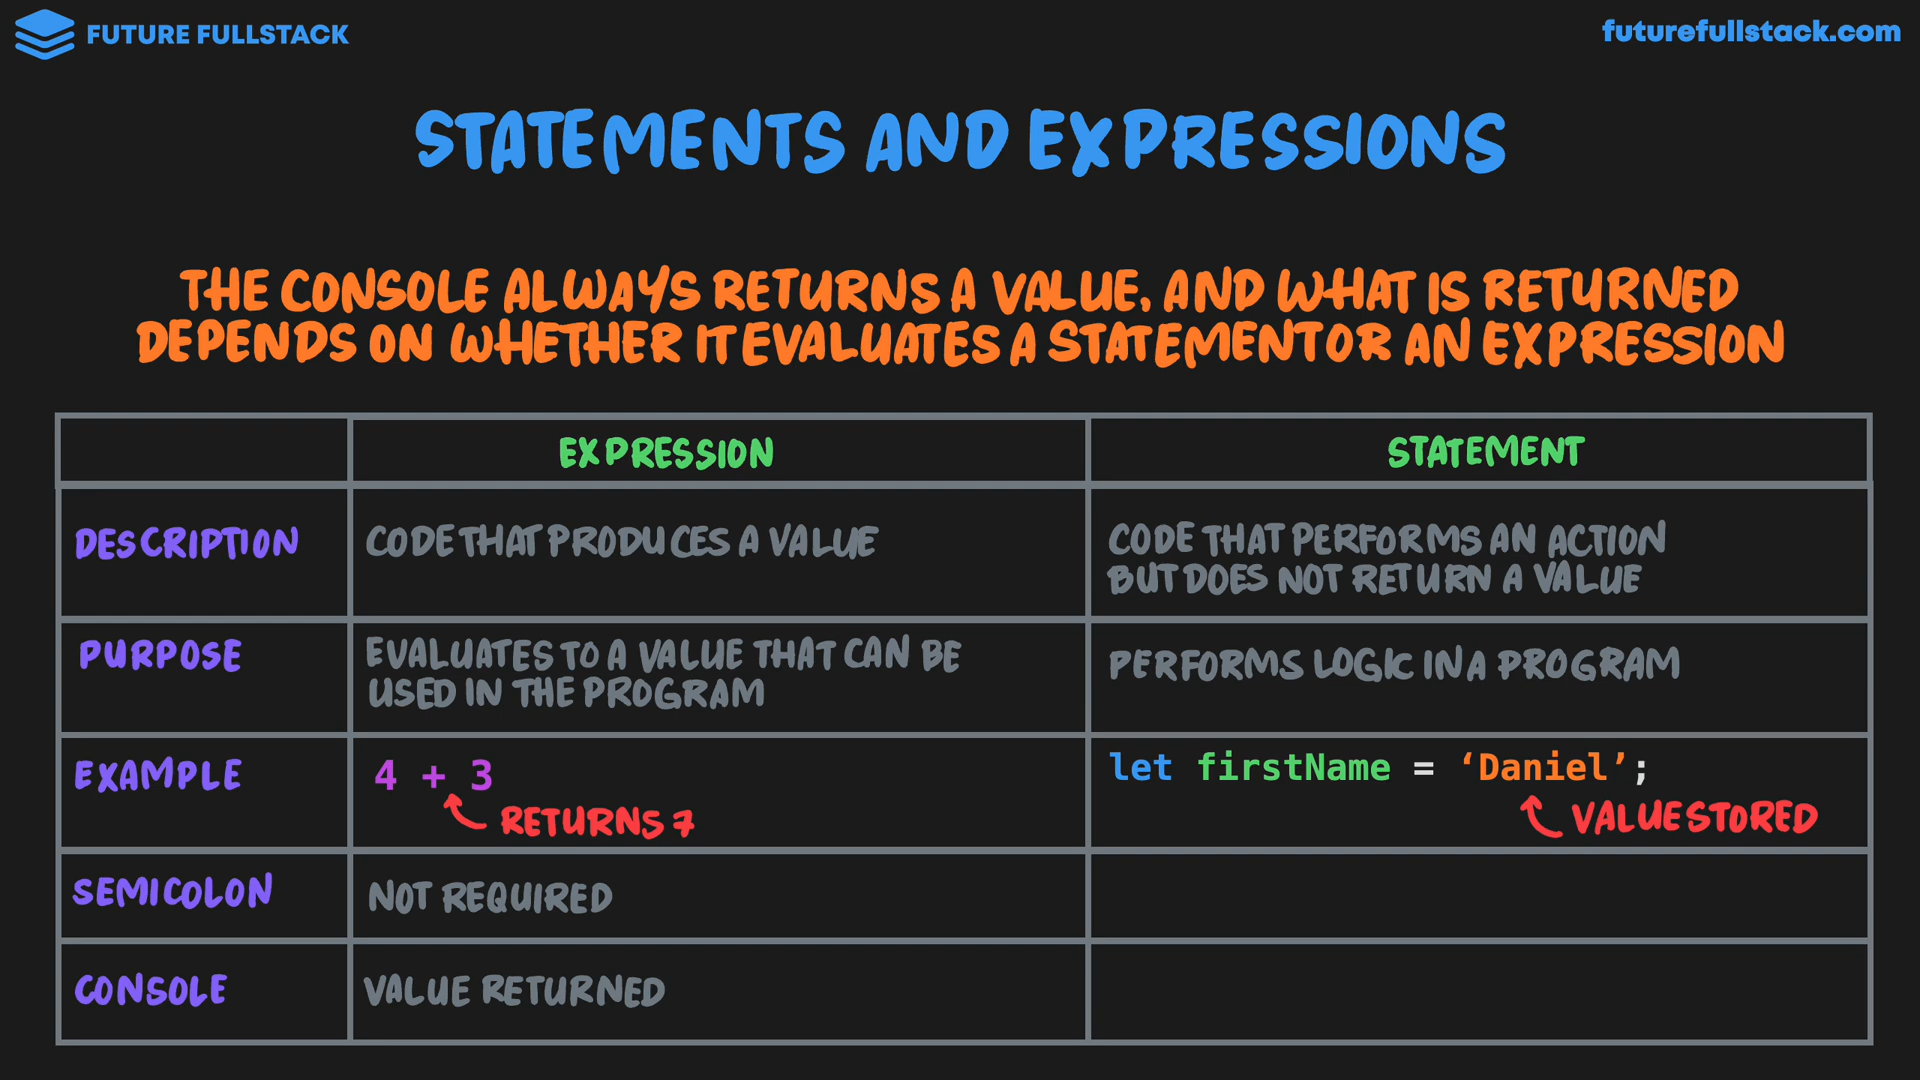 FUTURE FULLSTACK
futurefullstack.com
STATEMENTS AND EXPRESSIONS
THE CONSOLE ALWAYS RETURNS A VALUE, AND WHAT IS RETURNED
DEPENDS ON WHETHER IT EVALUATES A STATEMENT OR AN EXPRESSION
EXPRESSION
STATEMENT
DESCRIPTION
CODE THAT PRODUCES A VALUE
CODE THAT PERFORMS AN ACTION
BUT DOES NOT RETURN A VALUE
PURPOSE
EVALUATES TO A VALUE THAT CAN BE
USED IN THE PROGRAM
PERFORMS LOGIC IN A PROGRAM
EXAMPLE
4 + 3
RETURNS 7
let firstName = ‘Daniel’;
VALUE STORED
SEMICOLON
NOT REQUIRED
CONSOLE
VALUE RETURNED